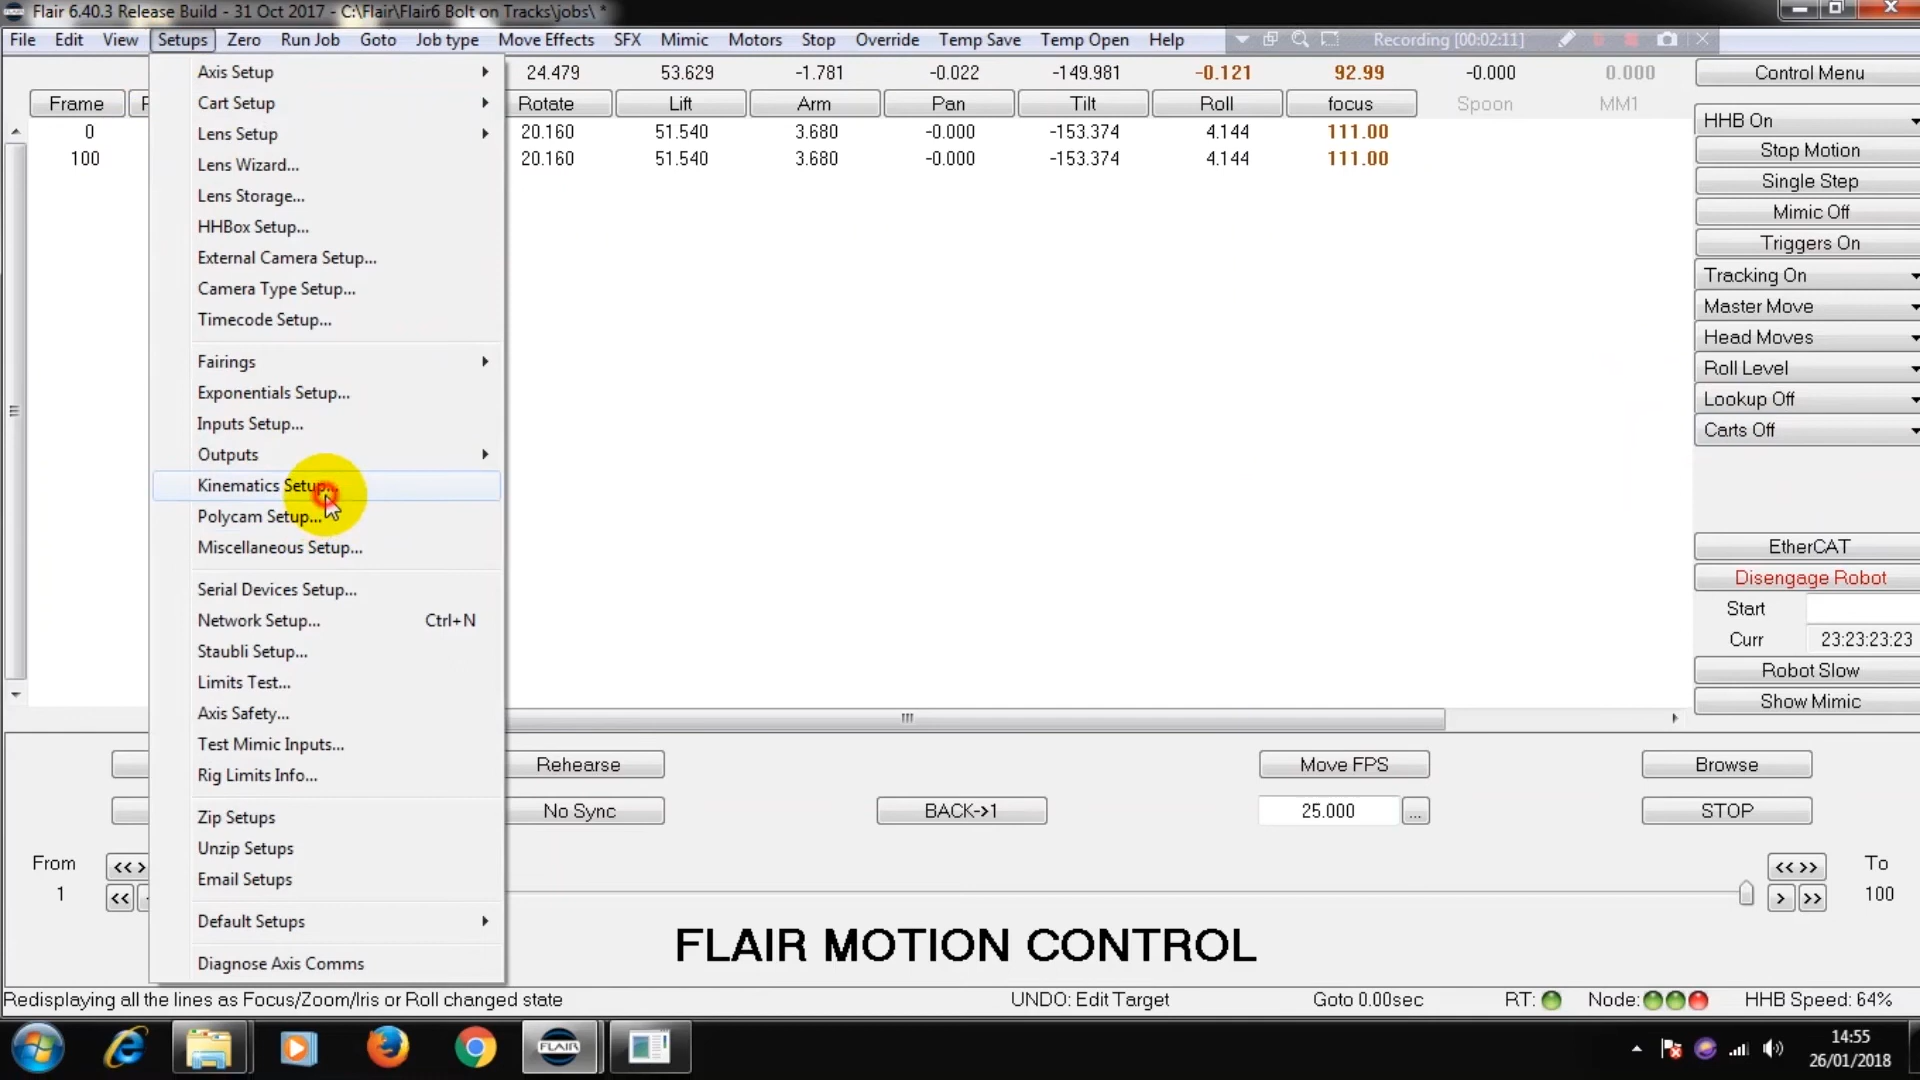 Flair 6.40.3 Release Build - 31 Oct 2017 - C:\Flair\Flair6 Bolt on Tracks\jobs\ *
File Edit View Setups Zero Run Job Goto Job type Move Effects SFX Mimic Motors Stop Override Temp Save Temp Open Help Recording [00:02:11]
24.479 53.629 -1.781 -0.022 -149.981 -0.121 92.99 -0.000 0.000
Frame Rotate Lift Arm Pan Tilt Roll focus Spoon MM1
0 20.160 51.540 3.680 -0.000 -153.374 4.144 111.00
100 20.160 51.540 3.680 -0.000 -153.374 4.144 111.00
Axis Setup
Cart Setup
Lens Setup
Lens Wizard...
Lens Storage...
HHBox Setup...
External Camera Setup...
Camera Type Setup...
Timecode Setup...
Fairings
Exponentials Setup...
Inputs Setup...
Outputs
Kinematics Setup...
Polycam Setup...
Miscellaneous Setup...
Serial Devices Setup...
Network Setup... Ctrl+N
Staubli Setup...
Limits Test...
Axis Safety...
Test Mimic Inputs...
Rig Limits Info...
Zip Setups
Unzip Setups
Email Setups
Default Setups
Diagnose Axis Comms
Control Menu
HHB On
Stop Motion
Single Step
Mimic Off
Triggers On
Tracking On
Master Move
Head Moves
Roll Level
Lookup Off
Carts Off
EtherCAT
Disengage Robot
Start
Curr 23:23:23:23
Robot Slow
Show Mimic
Rehearse Move FPS Browse
No Sync BACK->1 25.000 ... STOP
From << > << >> To
1 << > >> 100
FLAIR MOTION CONTROL
Redisplaying all the lines as Focus/Zoom/Iris or Roll changed state UNDO: Edit Target Goto 0.00sec RT: Node: HHB Speed: 64%
FLAIR
14:55
26/01/2018